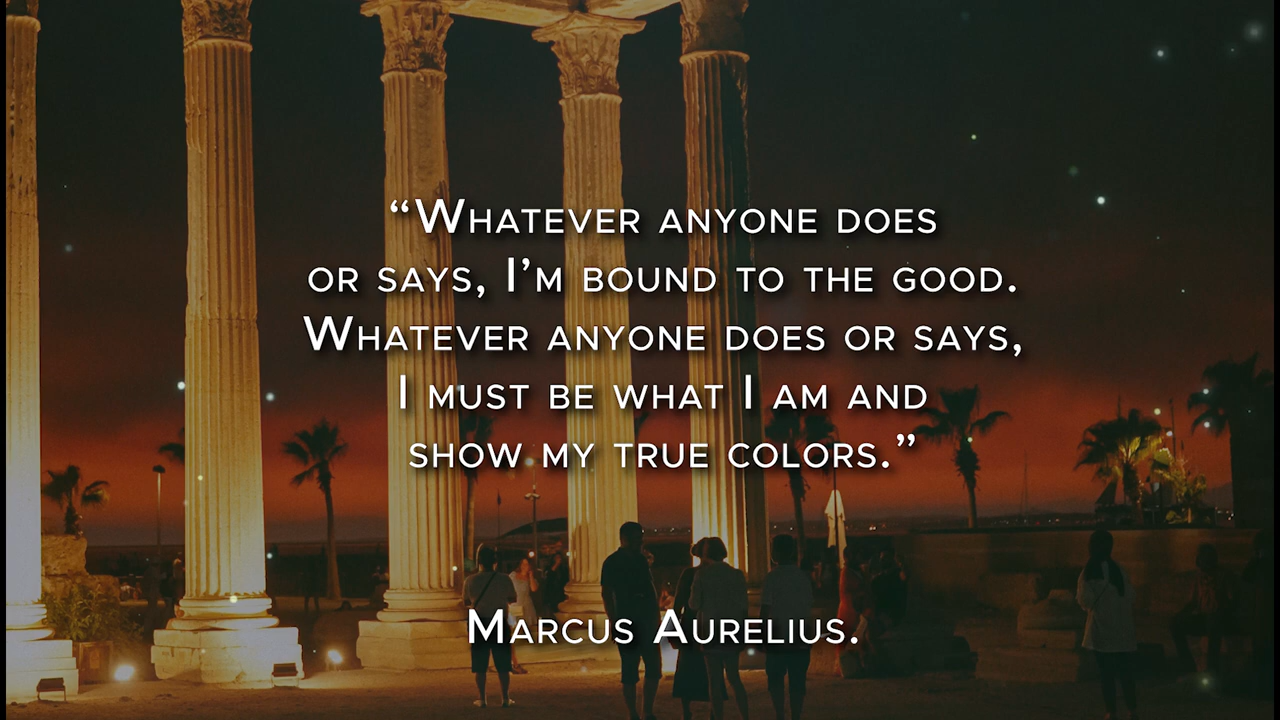 “Whatever anyone does
or says, I’m bound to the good.
Whatever anyone does or says,
I must be what I am and
show my true colors.”
Marcus Aurelius.